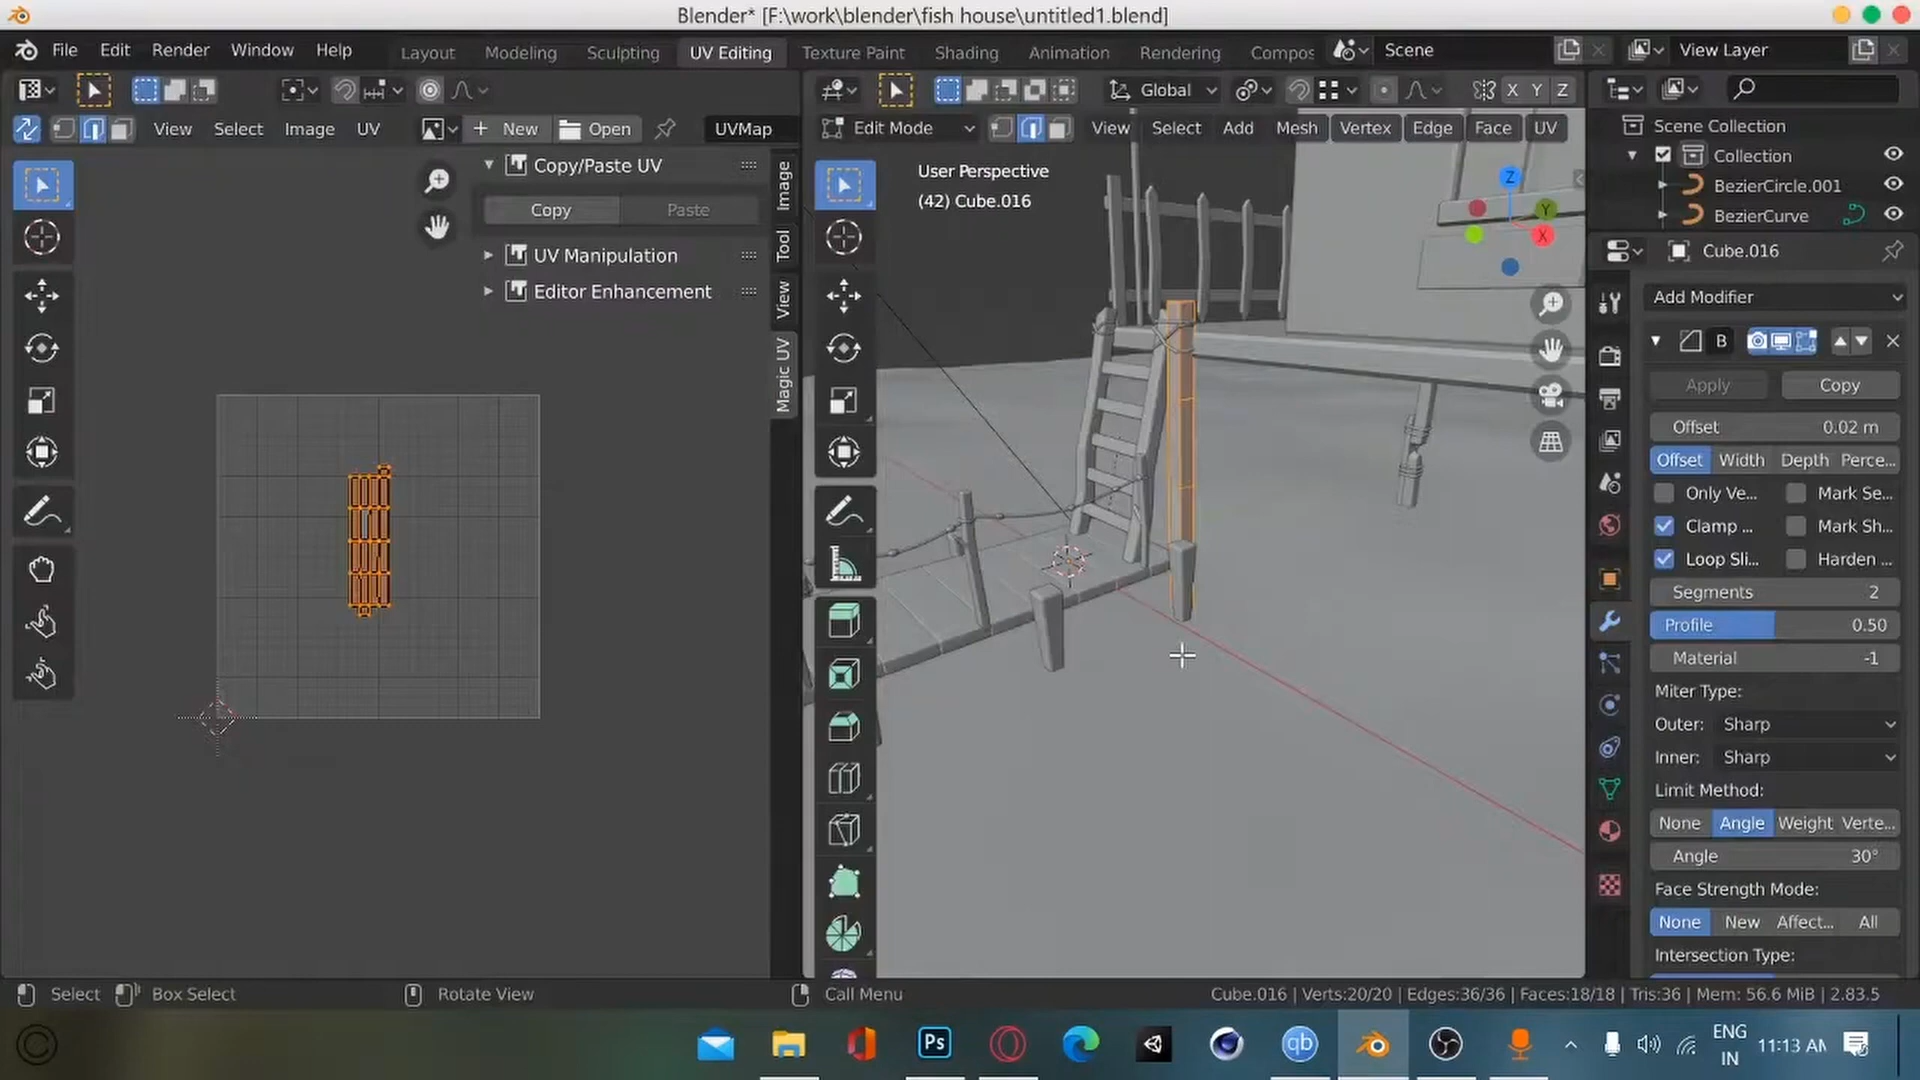 Blender* [F:\work\blender\fish house\untitled1.blend]
File Edit Render Window Help Layout Modeling Sculpting UV Editing Texture Paint Shading Animation Rendering Compos Scene View Layer
Global X Y Z
View Select Image UV New Open UVMap Edit Mode View Select Add Mesh Vertex Edge Face UV
Scene Collection
Collection
BezierCircle.001
BezierCurve
Copy/Paste UV
Copy Paste
UV Manipulation
Editor Enhancement
Image
Tool
View
Magic UV
User Perspective
(42) Cube.016
Z
Y
X
Cube.016
Add Modifier
B
Apply Copy
Offset 0.02 m
Offset Width Depth Perce...
Only Ve... Mark Se...
Clamp ... Mark Sh...
Loop Sli... Harden ...
Segments 2
Profile 0.50
Material -1
Miter Type:
Outer: Sharp
Inner: Sharp
Limit Method:
None Angle Weight Verte...
Angle 30°
Face Strength Mode:
None New Affect... All
Intersection Type:
Select Box Select Rotate View Call Menu Cube.016 | Verts:20/20 | Edges:36/36 | Faces:18/18 | Tris:36 | Mem: 56.6 MiB | 2.83.5
Ps
qb
ENG
IN
11:13 AM